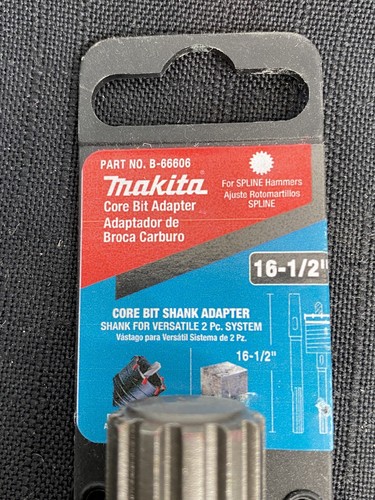 PART NO. B-66606
makita
Core Bit Adapter
Adaptador de
Broca Carburo
For SPLINE Hammers
Ajuste Rotomartillos
SPLINE
16-1/2"
CORE BIT SHANK ADAPTER
SHANK FOR VERSATILE 2 Pc. SYSTEM
Vástago para Versátil Sistema de 2 Pz.
16-1/2"